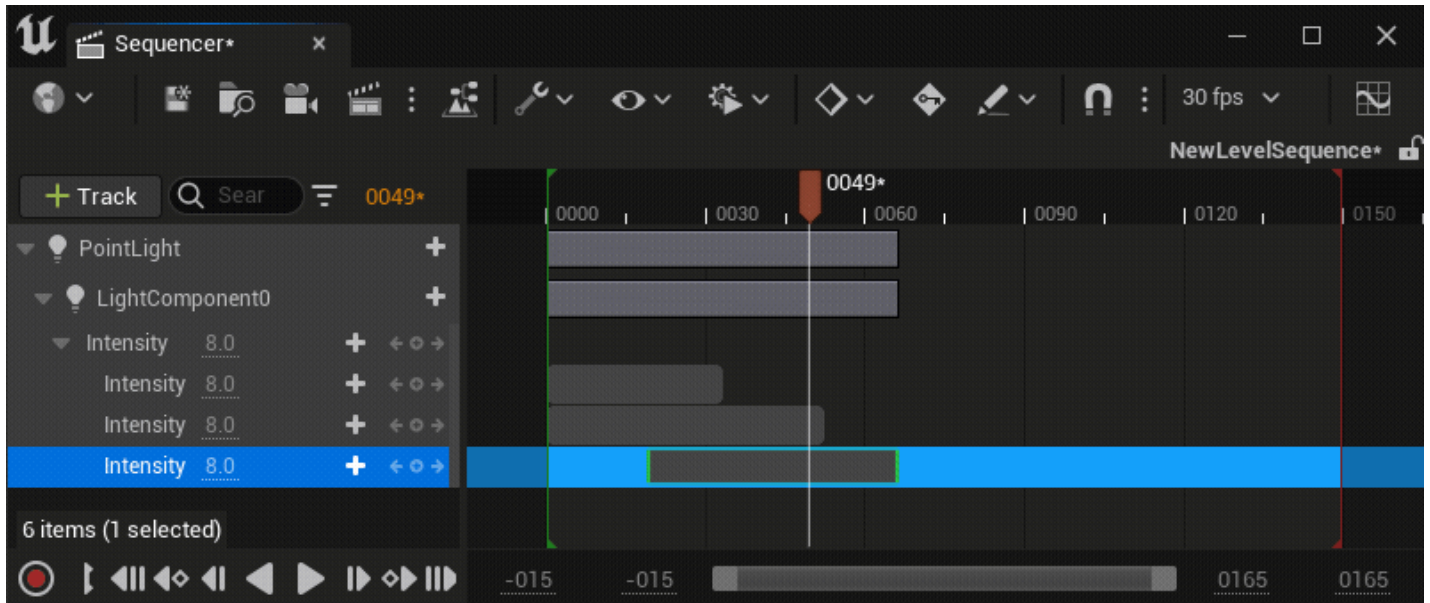 Sequencer*
30 fps
NewLevelSequence*
Track Sear 0049* 0049*
0000 0030 0060 0090 0120 0150
PointLight
LightComponent0
Intensity 8.0
Intensity 8.0
Intensity 8.0
Intensity 8.0
6 items (1 selected)
-015 -015 0165 0165